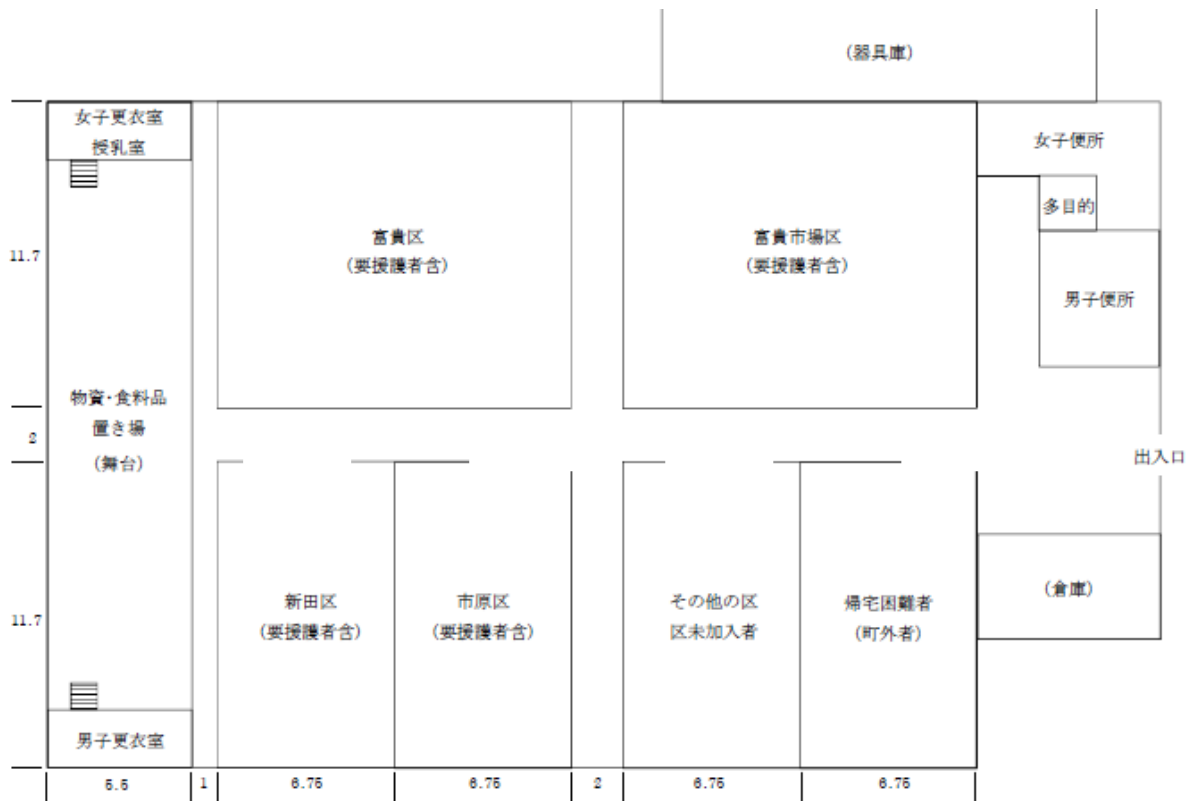 (器具庫)
女子更衣室
授乳室
女子便所
多目的
富貴区
(要援護者含)
富貴市場区
(要援護者含)
11.7
男子便所
物資・食料品
置き場
(舞台)
2
出入口
新田区
(要援護者含)
市原区
(要援護者含)
その他の区
区未加入者
帰宅困難者
(町外者)
(倉庫)
11.7
男子更衣室
5.5
1
6.75
6.75
2
6.75
6.75